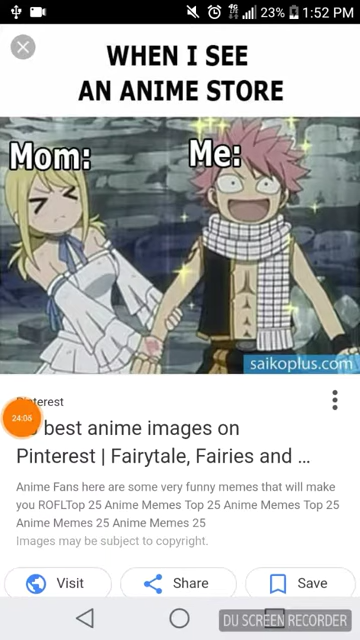 23% 1:52 PM
WHEN I SEE
AN ANIME STORE
Mom:
Me:
saikoplus.com
24:05
best anime images on
Pinterest | Fairytale, Fairies and ...
Anime Fans here are some very funny memes that will make
you ROFLTop 25 Anime Memes Top 25 Anime Memes Top 25
Anime Memes 25 Anime Memes 25
Images may be subject to copyright.
Visit
Share
Save
DU SCREEN RECORDER